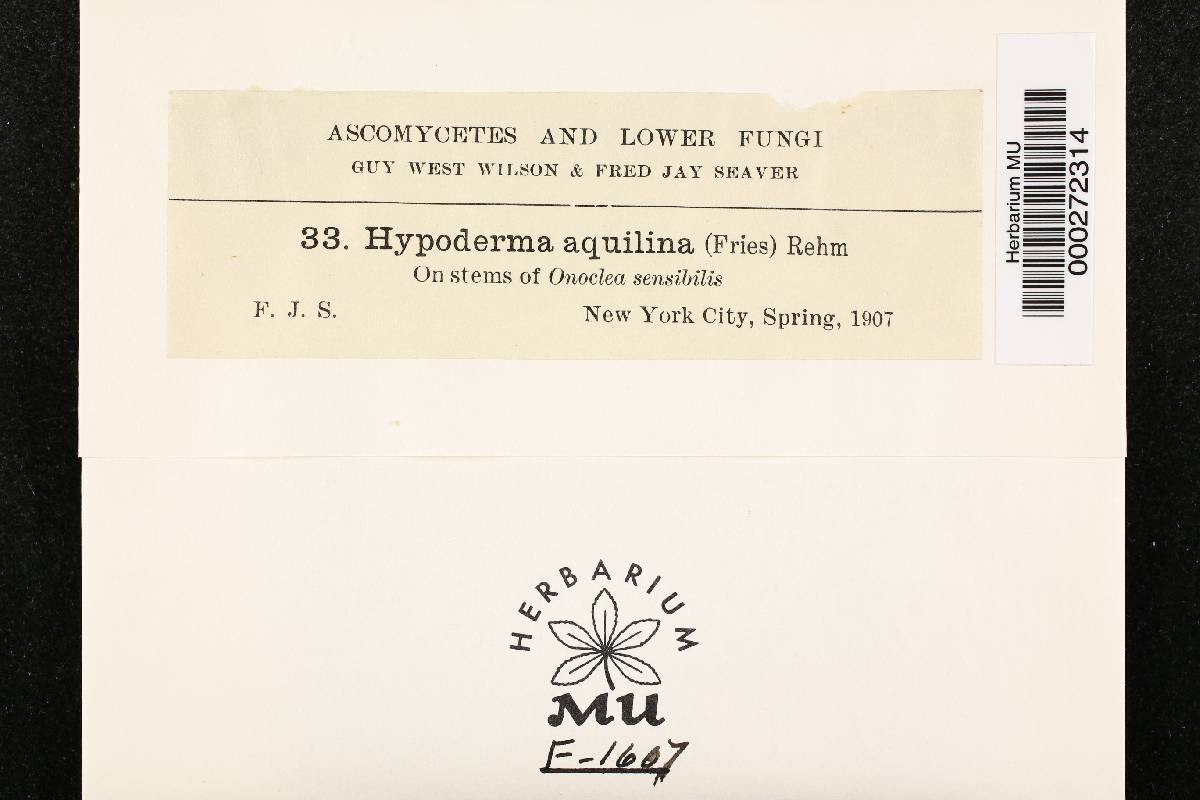 ASCOMYCETES AND LOWER FUNGI
GUY WEST WILSON & FRED JAY SEAVER
33. Hypoderma aquilina (Fries) Rehm
On stems of Onoclea sensibilis
F. J. S. New York City, Spring, 1907
Herbarium MU
000272314
HERBARIUM
MU
F-1607